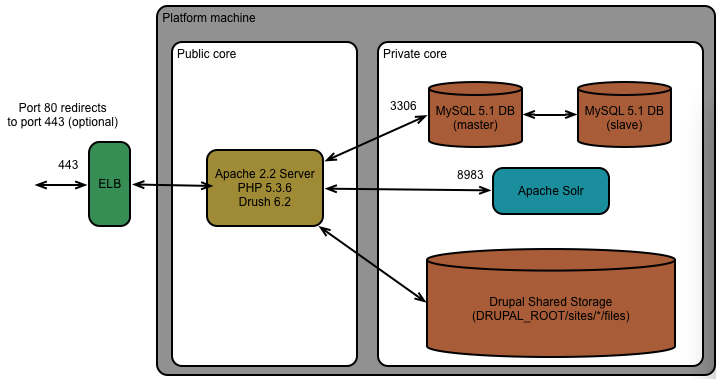 Platform machine
Public core
Private core
Port 80 redirects
to port 443 (optional)
443
ELB
Apache 2.2 Server
PHP 5.3.6
Drush 6.2
3306
MySQL 5.1 DB
(master)
MySQL 5.1 DB
(slave)
8983
Apache Solr
Drupal Shared Storage
(DRUPAL_ROOT/sites/*/files)